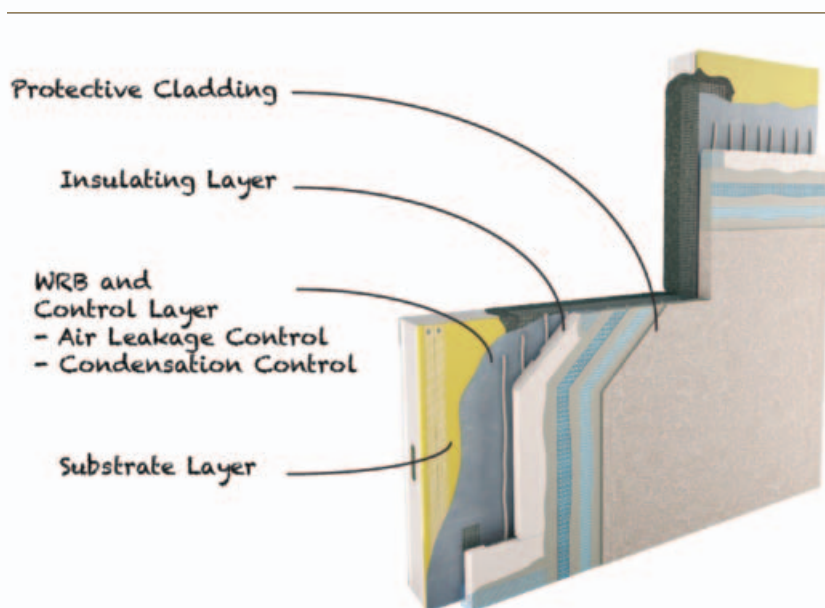 Protective Cladding
Insulating Layer
WRB and
Control Layer
- Air Leakage Control
- Condensation Control
Substrate Layer